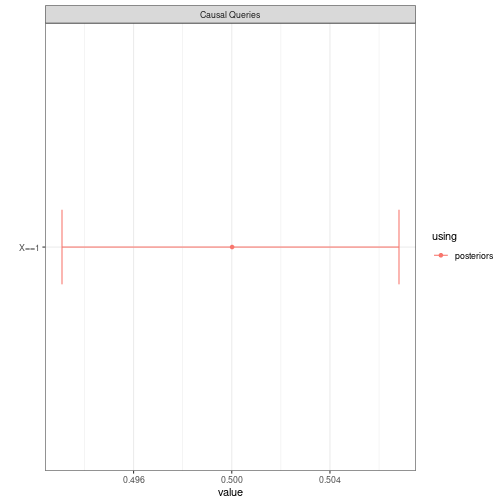 Causal Queries
X==1
0.496
0.500
0.504
value
using
posteriors